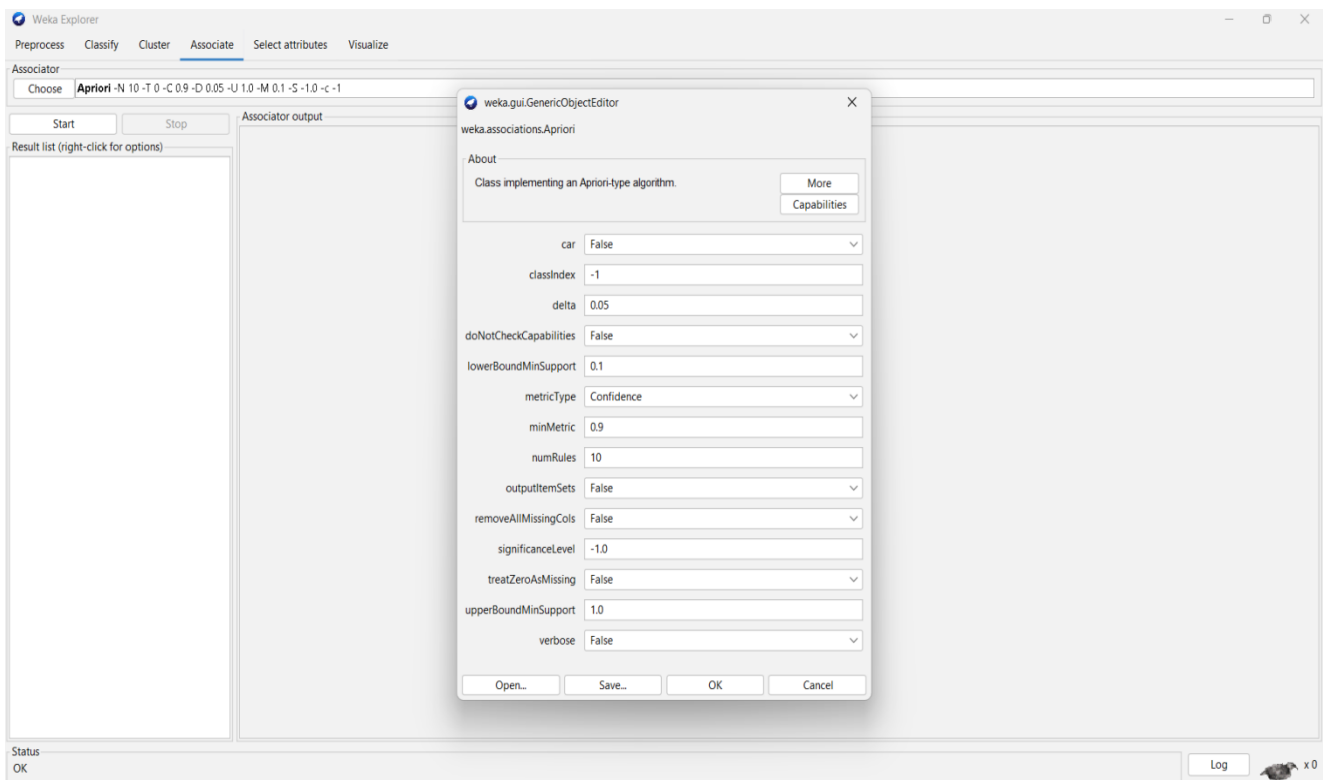 Weka Explorer
Preprocess Classify Cluster Associate Select attributes Visualize
Associator
Choose Apriori -N 10 -T 0 -C 0.9 -D 0.05 -U 1.0 -M 0.1 -S -1.0 -c -1
Start Stop
Associator output
Result list (right-click for options)
weka.gui.GenericObjectEditor
weka.associations.Apriori
About
Class implementing an Apriori-type algorithm.
More
Capabilities
car False
classIndex -1
delta 0.05
doNotCheckCapabilities False
lowerBoundMinSupport 0.1
metricType Confidence
minMetric 0.9
numRules 10
outputItemSets False
removeAllMissingCols False
significanceLevel -1.0
treatZeroAsMissing False
upperBoundMinSupport 1.0
verbose False
Open... Save... OK Cancel
Status
OK
Log x 0